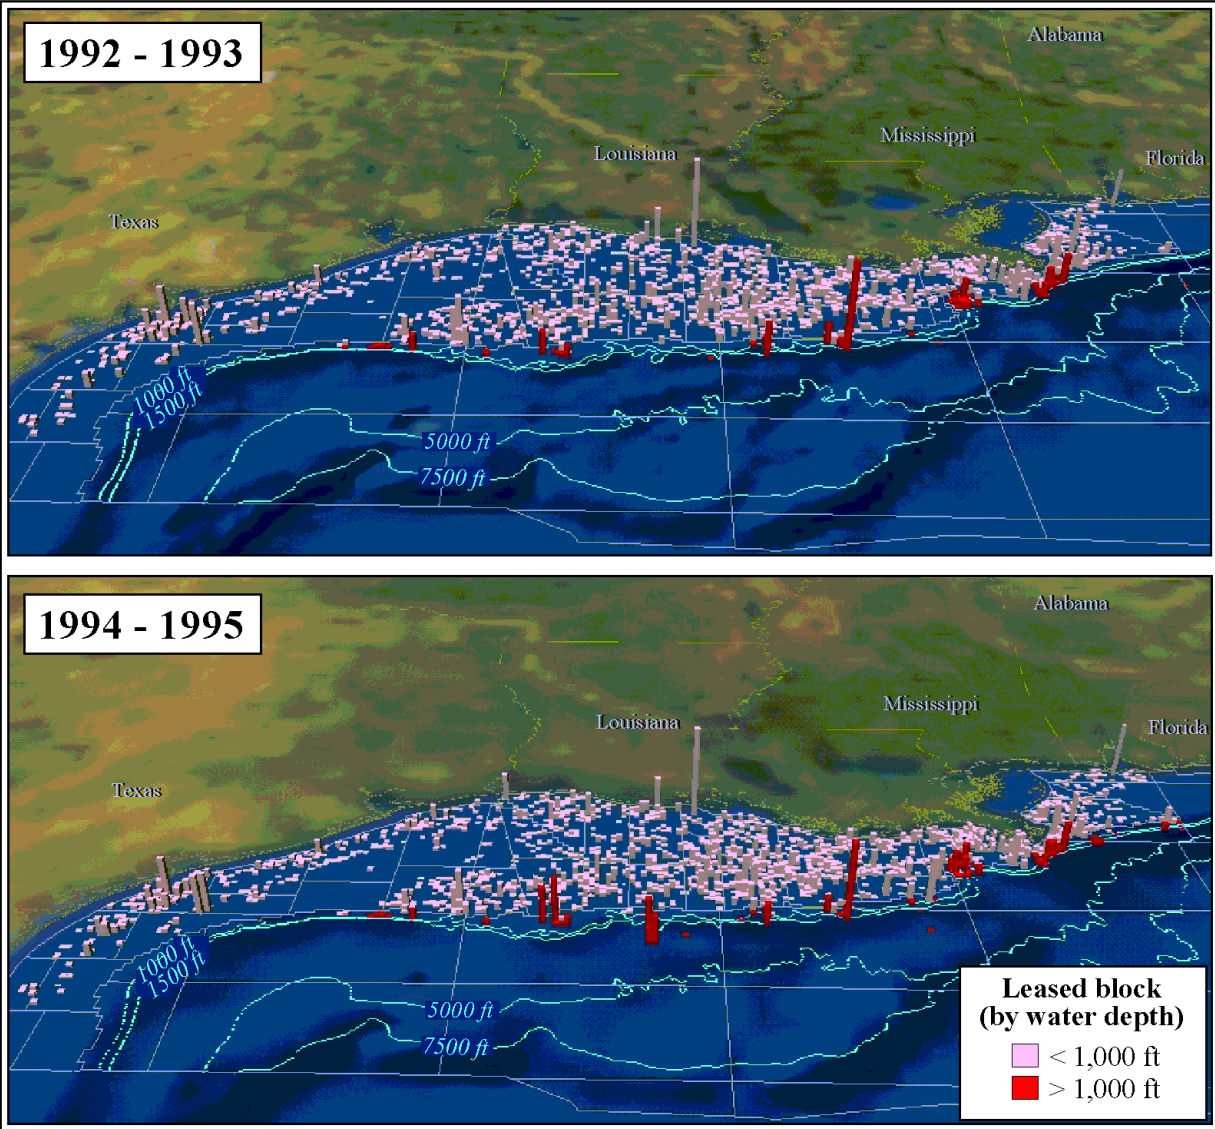 1992 - 1993
Alabama
Mississippi
Louisiana
Florida
Texas
1000 ft
1500 ft
5000 ft
7500 ft
1994 - 1995
Alabama
Mississippi
Louisiana
Florida
Texas
1000 ft
1500 ft
5000 ft
7500 ft
Leased block
(by water depth)
< 1,000 ft
> 1,000 ft